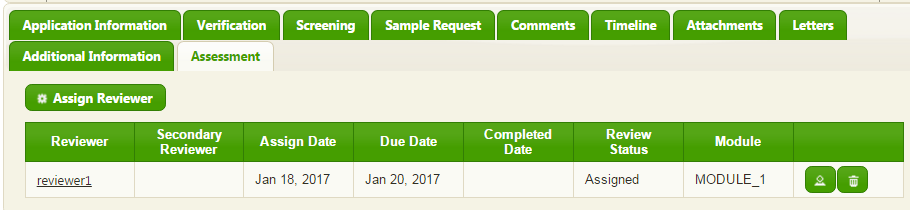 Application Information Verification Screening Sample Request Comments Timeline Attachments Letters
Additional Information Assessment
Assign Reviewer
Reviewer Secondary Reviewer Assign Date Due Date Completed Date Review Status Module
reviewer1 Jan 18, 2017 Jan 20, 2017 Assigned MODULE_1